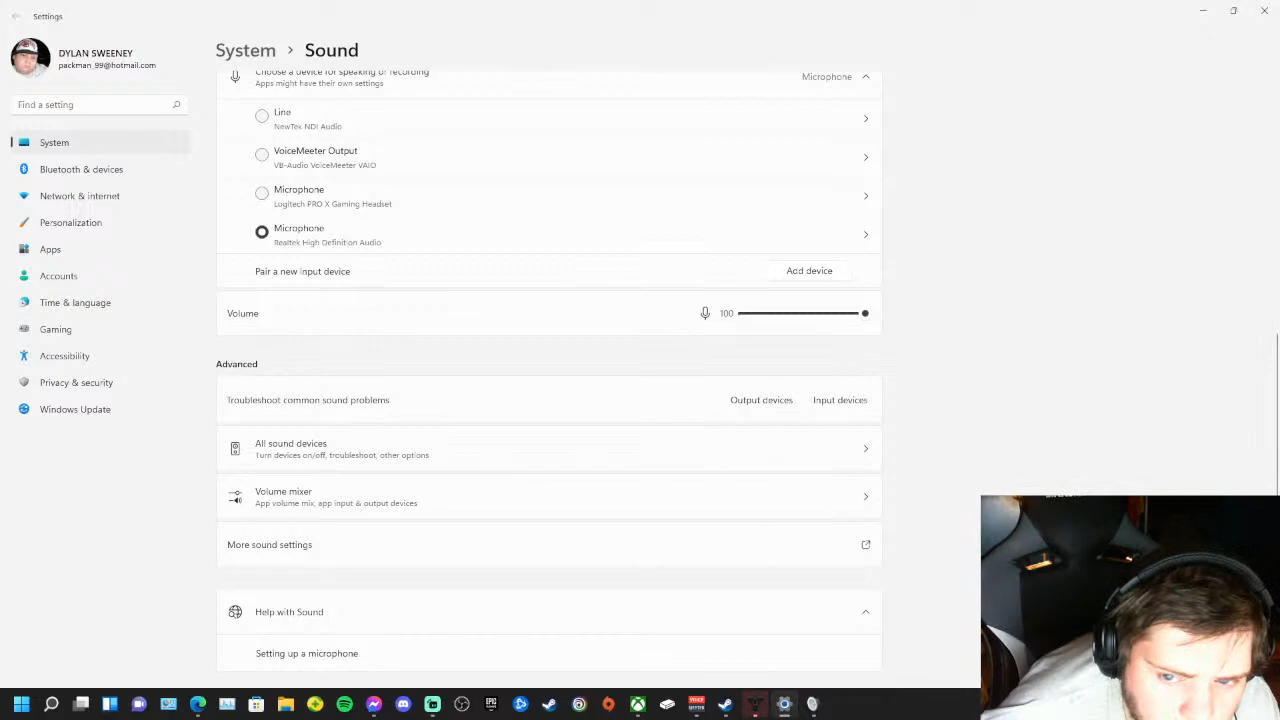 Settings
DYLAN SWEENEY
packman_99@hotmail.com
Find a setting
System
Bluetooth & devices
Network & internet
Personalization
Apps
Accounts
Time & language
Gaming
Accessibility
Privacy & security
Windows Update
System > Sound
Choose a device for speaking or recording
Apps might have their own settings
Microphone
Line
NewTek NDI Audio
VoiceMeeter Output
VB-Audio VoiceMeeter VAIO
Microphone
Logitech PRO X Gaming Headset
Microphone
Realtek High Definition Audio
Pair a new input device
Add device
Volume
100
Advanced
Troubleshoot common sound problems
Output devices
Input devices
All sound devices
Turn devices on/off, troubleshoot, other options
Volume mixer
App volume mix, app input & output devices
More sound settings
Help with Sound
Setting up a microphone